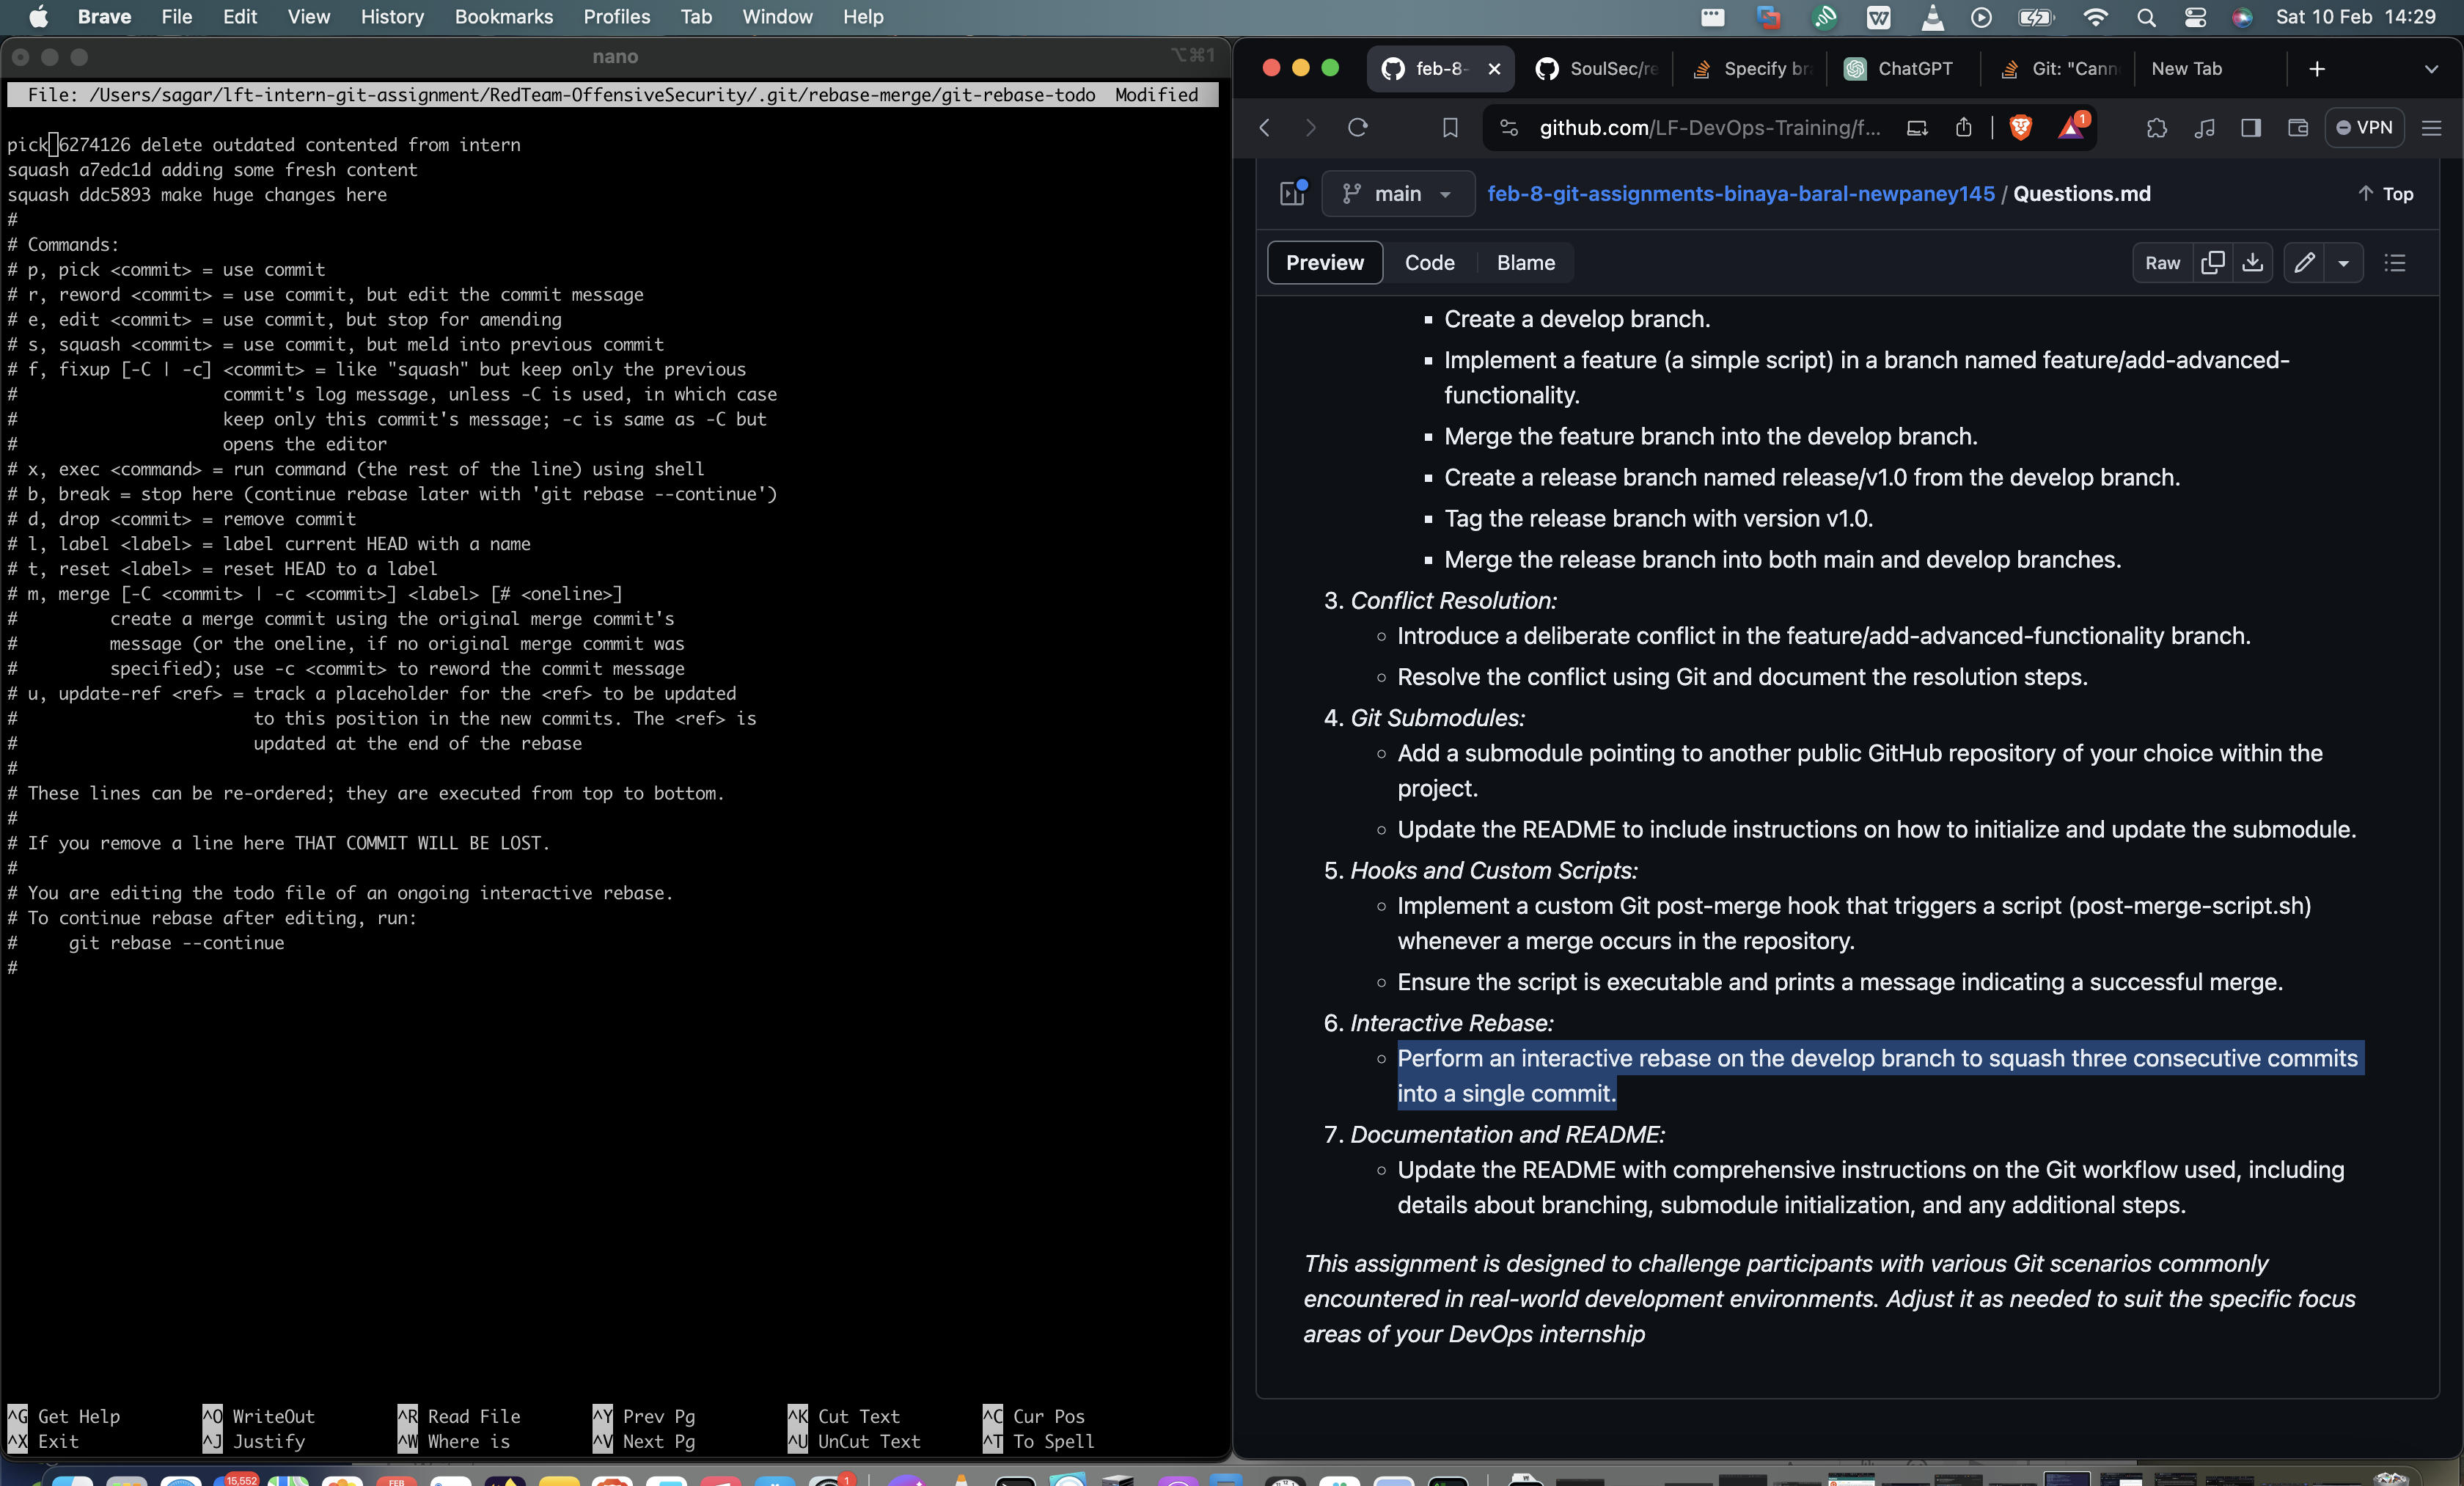 Brave File Edit View History Bookmarks Profiles Tab Window Help Sat 10 Feb 14:29
nano ⌥⌘1
File: /Users/sagar/lft-intern-git-assignment/RedTeam-OffensiveSecurity/.git/rebase-merge/git-rebase-todo Modified
pick 6274126 delete outdated contented from intern
squash a7edc1d adding some fresh content
squash ddc5893 make huge changes here
#
# Commands:
# p, pick <commit> = use commit
# r, reword <commit> = use commit, but edit the commit message
# e, edit <commit> = use commit, but stop for amending
# s, squash <commit> = use commit, but meld into previous commit
# f, fixup [-C | -c] <commit> = like "squash" but keep only the previous
# commit's log message, unless -C is used, in which case
# keep only this commit's message; -c is same as -C but
# opens the editor
# x, exec <command> = run command (the rest of the line) using shell
# b, break = stop here (continue rebase later with 'git rebase --continue')
# d, drop <commit> = remove commit
# l, label <label> = label current HEAD with a name
# t, reset <label> = reset HEAD to a label
# m, merge [-C <commit> | -c <commit>] <label> [# <oneline>]
# create a merge commit using the original merge commit's
# message (or the oneline, if no original merge commit was
# specified); use -c <commit> to reword the commit message
# u, update-ref <ref> = track a placeholder for the <ref> to be updated
# to this position in the new commits. The <ref> is
# updated at the end of the rebase
#
# These lines can be re-ordered; they are executed from top to bottom.
#
# If you remove a line here THAT COMMIT WILL BE LOST.
#
# You are editing the todo file of an ongoing interactive rebase.
# To continue rebase after editing, run:
# git rebase --continue
#
^G Get Help ^O WriteOut ^R Read File ^Y Prev Pg ^K Cut Text ^C Cur Pos
^X Exit ^J Justify ^W Where is ^V Next Pg ^U UnCut Text ^T To Spell
feb-8- SoulSec/re Specify bra ChatGPT Git: "Cann New Tab
github.com/LF-DevOps-Training/f... 1 VPN
main feb-8-git-assignments-binaya-baral-newpaney145 / Questions.md Top
Preview Code Blame Raw
Create a develop branch.
Implement a feature (a simple script) in a branch named feature/add-advanced-
functionality.
Merge the feature branch into the develop branch.
Create a release branch named release/v1.0 from the develop branch.
Tag the release branch with version v1.0.
Merge the release branch into both main and develop branches.
3. Conflict Resolution:
Introduce a deliberate conflict in the feature/add-advanced-functionality branch.
Resolve the conflict using Git and document the resolution steps.
4. Git Submodules:
Add a submodule pointing to another public GitHub repository of your choice within the
project.
Update the README to include instructions on how to initialize and update the submodule.
5. Hooks and Custom Scripts:
Implement a custom Git post-merge hook that triggers a script (post-merge-script.sh)
whenever a merge occurs in the repository.
Ensure the script is executable and prints a message indicating a successful merge.
6. Interactive Rebase:
Perform an interactive rebase on the develop branch to squash three consecutive commits
into a single commit.
7. Documentation and README:
Update the README with comprehensive instructions on the Git workflow used, including
details about branching, submodule initialization, and any additional steps.
This assignment is designed to challenge participants with various Git scenarios commonly
encountered in real-world development environments. Adjust it as needed to suit the specific focus
areas of your DevOps internship
15,552 FEB 1